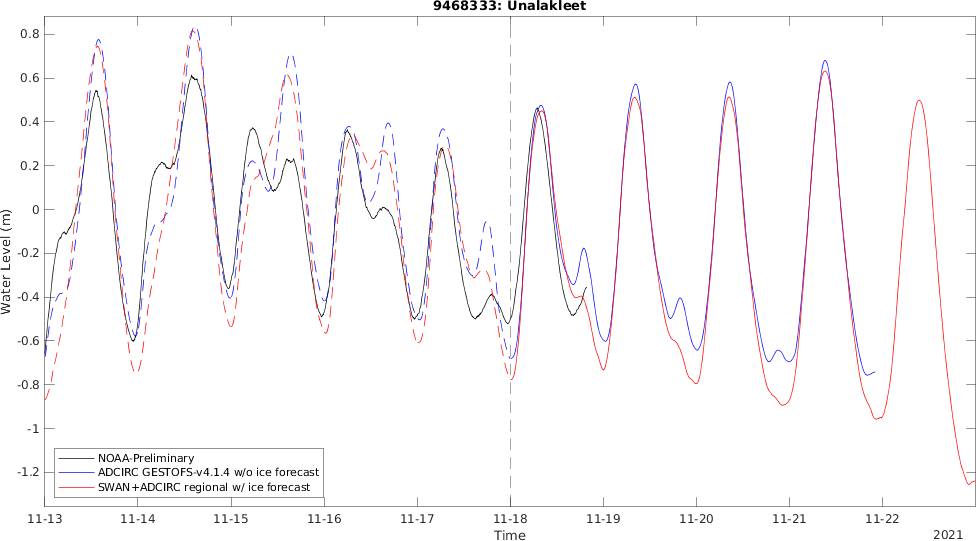 9468333: Unalakleet
0.8
0.6
0.4
0.2
0
-0.2
-0.4
-0.6
-0.8
-1
-1.2
Water Level (m)
NOAA-Preliminary
ADCIRC GESTOFS-v4.1.4 w/o ice forecast
SWAN+ADCIRC regional w/ ice forecast
11-13 11-14 11-15 11-16 11-17 11-18 11-19 11-20 11-21 11-22
Time
2021